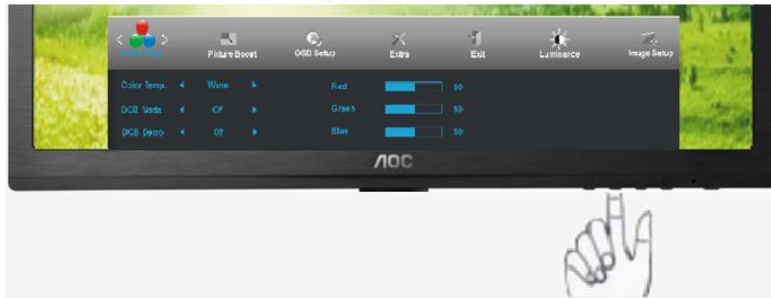 Picture Boost OSD Setup Extra Exit Luminance Image Setup
Color Temp. Warm Red 50
DCB Mode Off Green 50
DCB Demo Off Blue 50
AOC